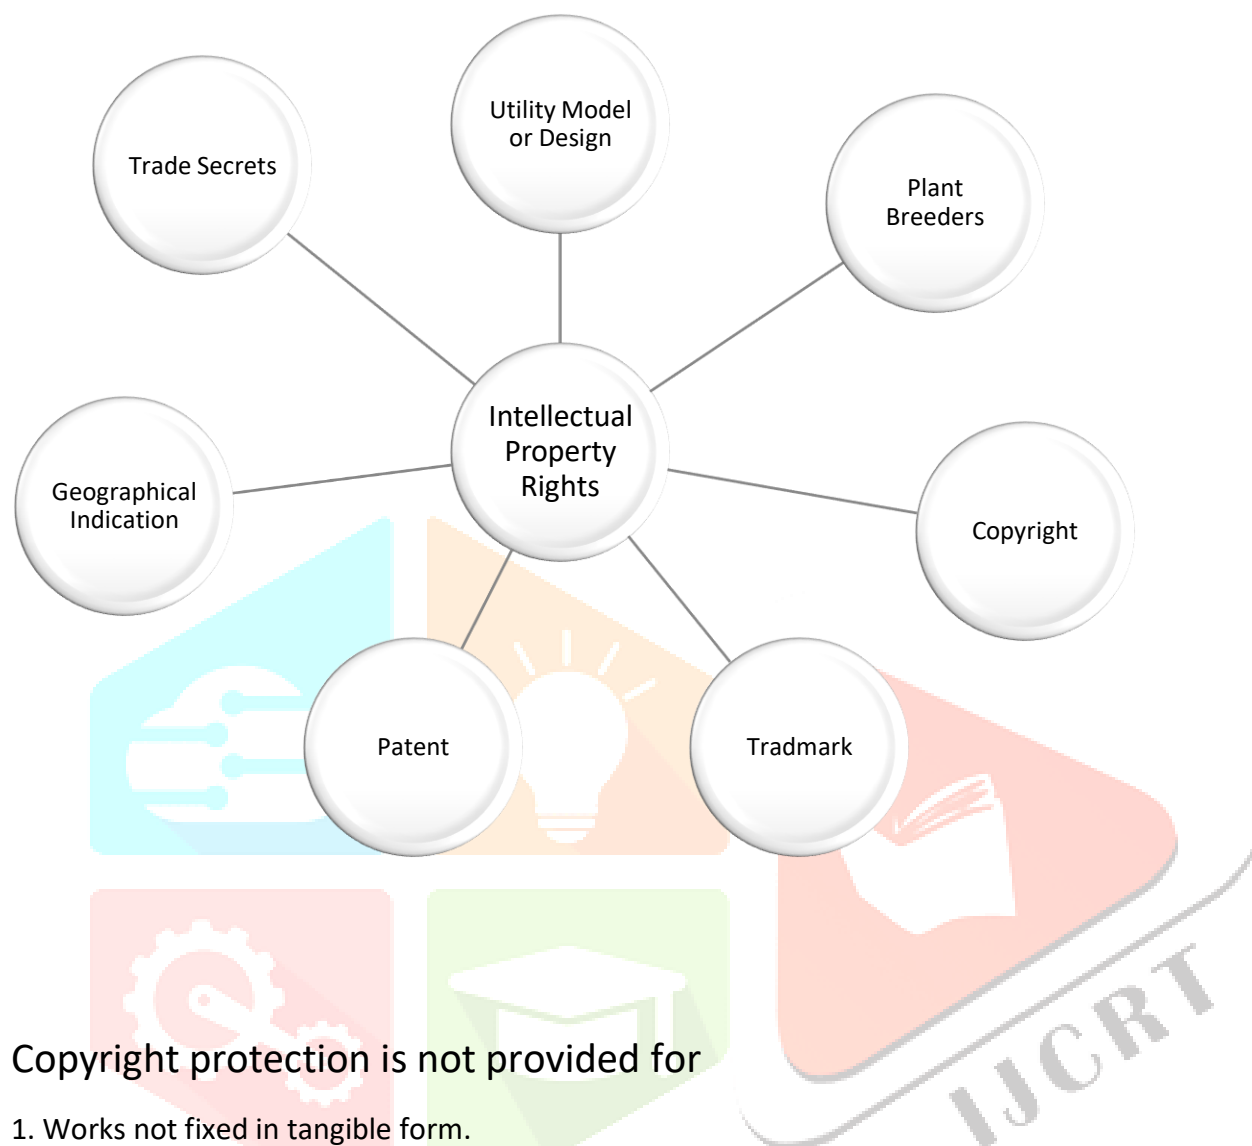 Utility Model
or Design
Trade Secrets
Plant
Breeders
Intellectual
Property
Rights
Geographical
Indication
Copyright
Patent
Tradmark
IJCRT
Copyright protection is not provided for
1. Works not fixed in tangible form.